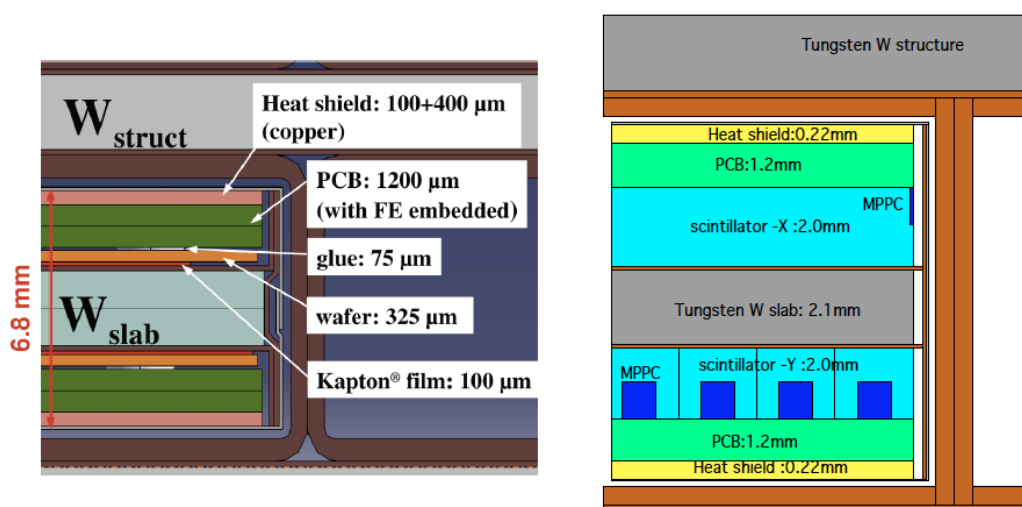 W struct
Heat shield: 100+400 µm
(copper)
PCB: 1200 µm
(with FE embedded)
glue: 75 µm
wafer: 325 µm
W slab
Kapton® film: 100 µm
6.8 mm
Tungsten W structure
Heat shield:0.22mm
PCB:1.2mm
MPPC
scintillator -X :2.0mm
Tungsten W slab: 2.1mm
scintillator -Y :2.0mm
MPPC
PCB:1.2mm
Heat shield :0.22mm